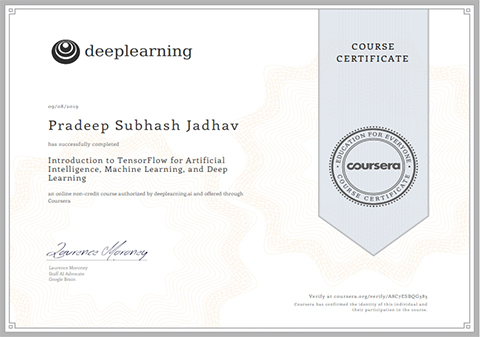 deeplearning
COURSE
CERTIFICATE
09/08/2019
Pradeep Subhash Jadhav
has successfully completed
Introduction to TensorFlow for Artificial
Intelligence, Machine Learning, and Deep
Learning
an online non-credit course authorized by deeplearning.ai and offered through
Coursera
EDUCATION FOR EVERYONE
coursera
COURSE CERTIFICATE
Laurence Moroney
Laurence Moroney
Staff AI Advocate
Google Brain
Verify at coursera.org/verify/
Coursera has confirmed the identity of this individual and
their participation in the course.